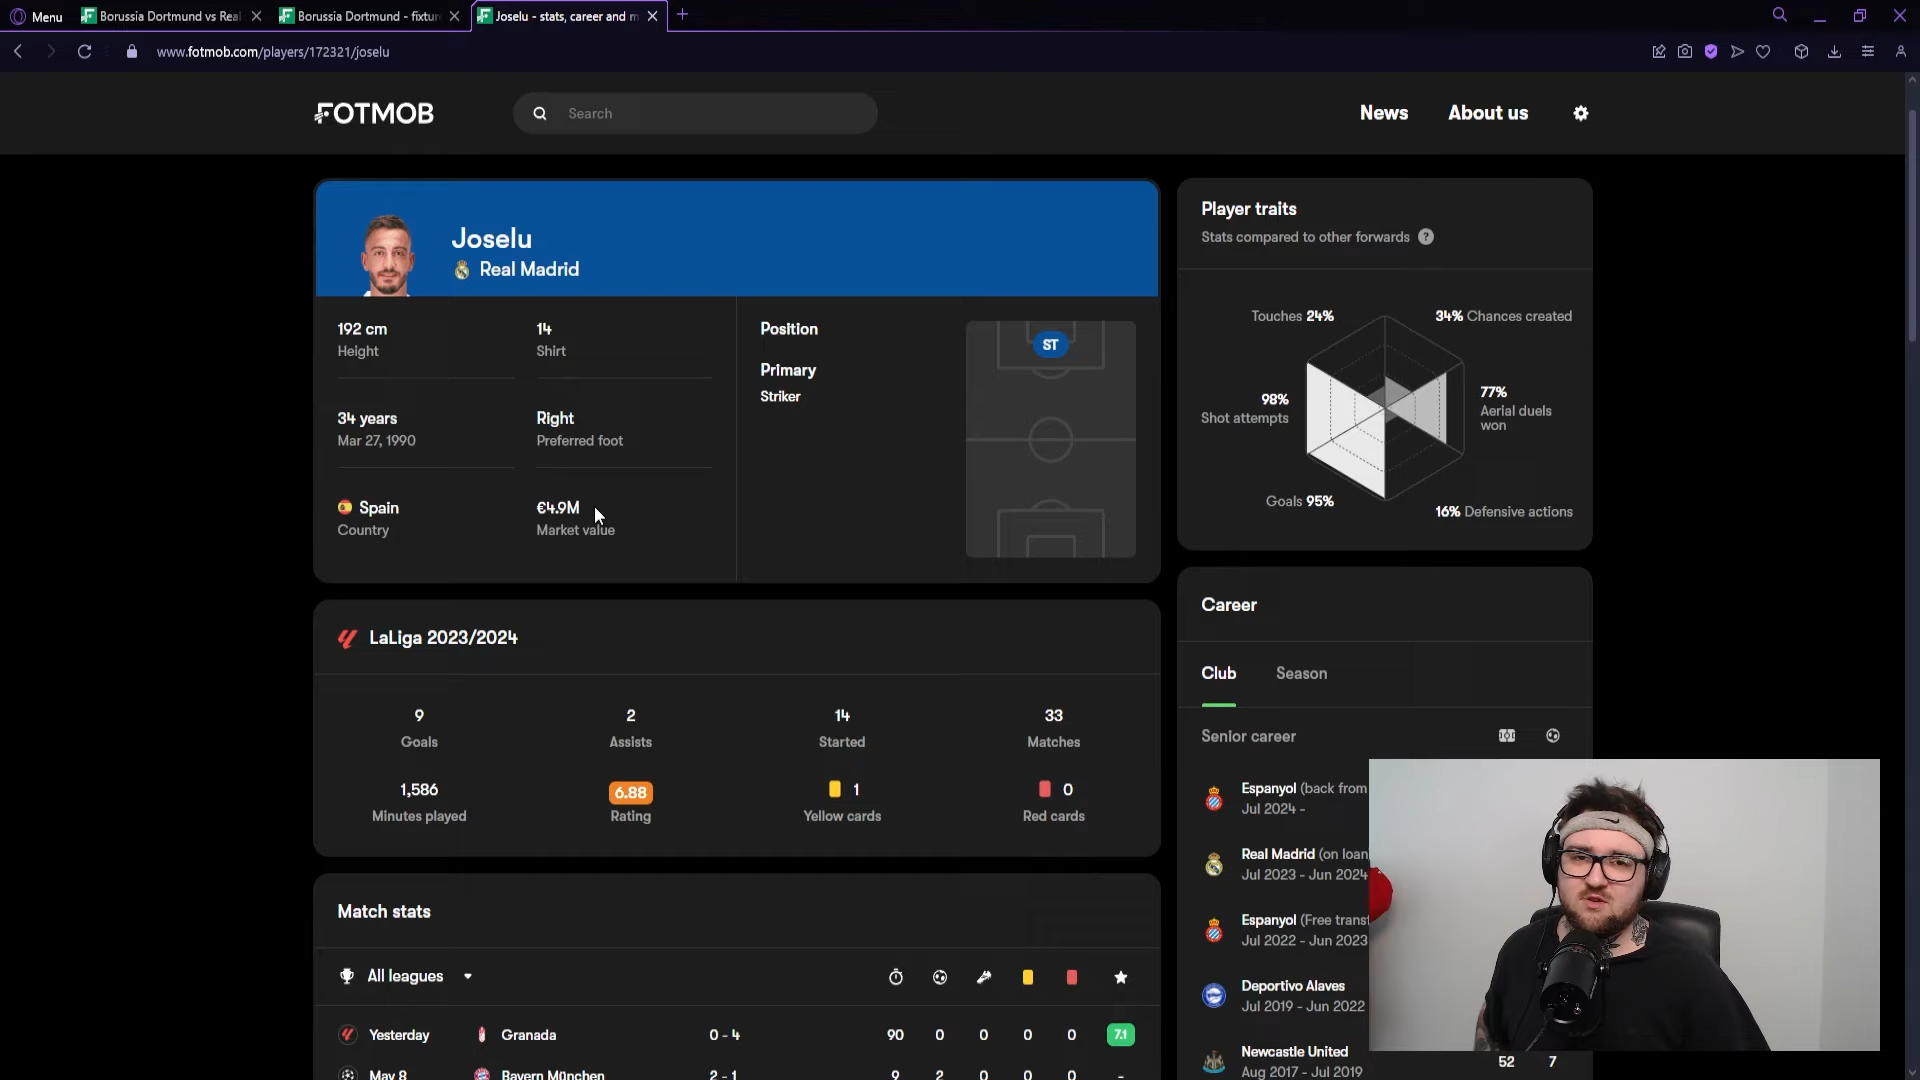 Menu
Borussia Dortmund vs Real
Borussia Dortmund - fixtur
Joselu - stats, career and m
www.fotmob.com/players/172321/joselu
FOTMOB
Search
News
About us
Joselu
Real Madrid
192 cm
Height
14
Shirt
34 years
Mar 27, 1990
Right
Preferred foot
Spain
Country
€4.9M
Market value
Position
Primary
Striker
ST
Player traits
Stats compared to other forwards ?
Touches 24%
34% Chances created
98%
Shot attempts
77%
Aerial duels
won
Goals 95%
16% Defensive actions
LaLiga 2023/2024
9
Goals
2
Assists
14
Started
33
Matches
1,586
Minutes played
6.88
Rating
1
Yellow cards
0
Red cards
Match stats
All leagues
Yesterday Granada 0 - 4 90 0 0 0 0 7.1
May 8 Bayern München 2 - 1 9 2 0 0 0 -
Career
Club
Season
Senior career
Espanyol (back from
Jul 2024 -
Real Madrid (on loan
Jul 2023 - Jun 2024
Espanyol (Free transf
Jul 2022 - Jun 2023
Deportivo Alaves
Jul 2019 - Jun 2022
Newcastle United
Aug 2017 - Jul 2019
52 7